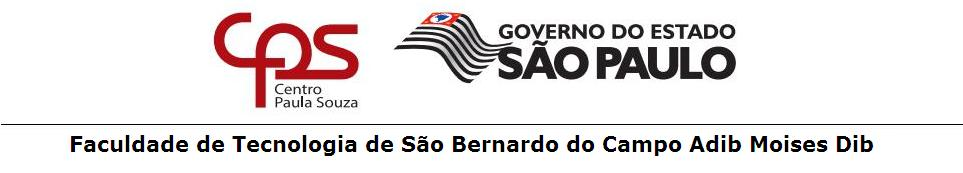 CPS
Centro
Paula Souza
GOVERNO DO ESTADO
SÃO PAULO
Faculdade de Tecnologia de São Bernardo do Campo Adib Moises Dib